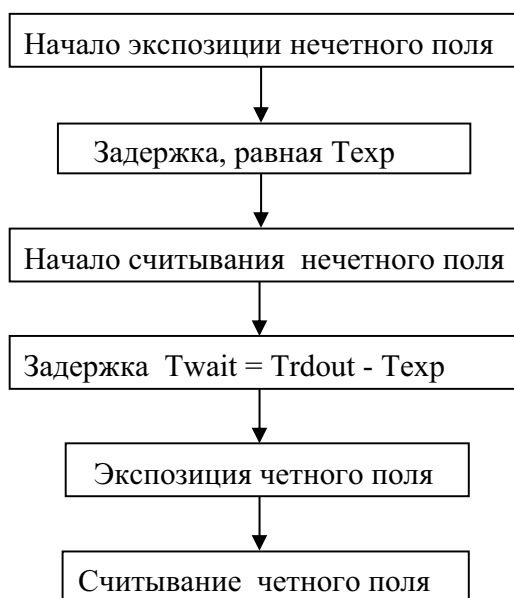 Начало экспозиции нечетного поля
Задержка, равная Texp
Начало считывания нечетного поля
Задержка Twait = Trdout - Texp
Экспозиция четного поля
Считывание четного поля